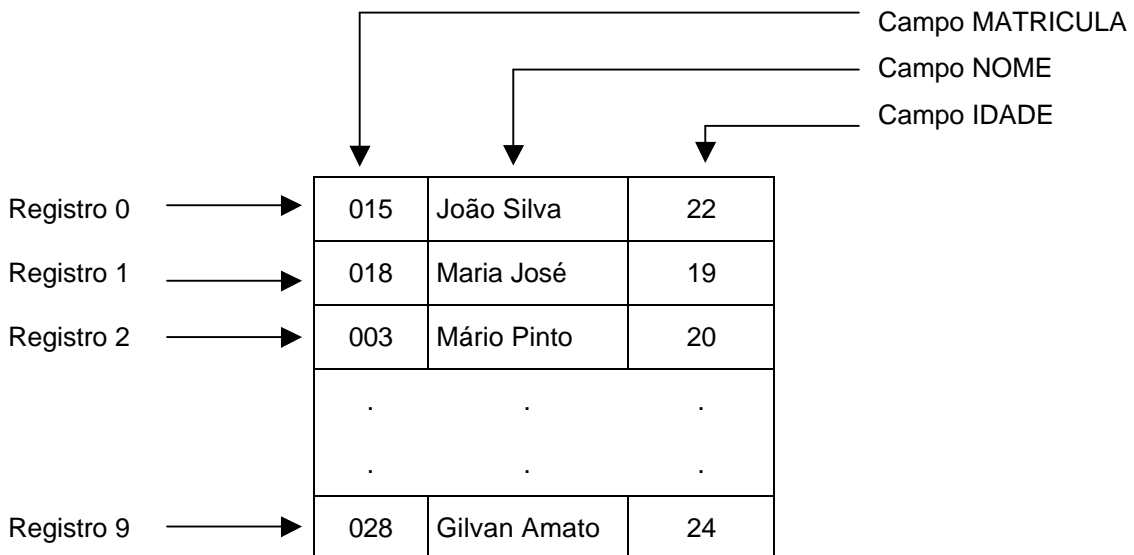 Campo MATRICULA
Campo NOME
Campo IDADE
Registro 0 015 João Silva 22
Registro 1 018 Maria José 19
Registro 2 003 Mário Pinto 20
. . .
. . .
Registro 9 028 Gilvan Amato 24